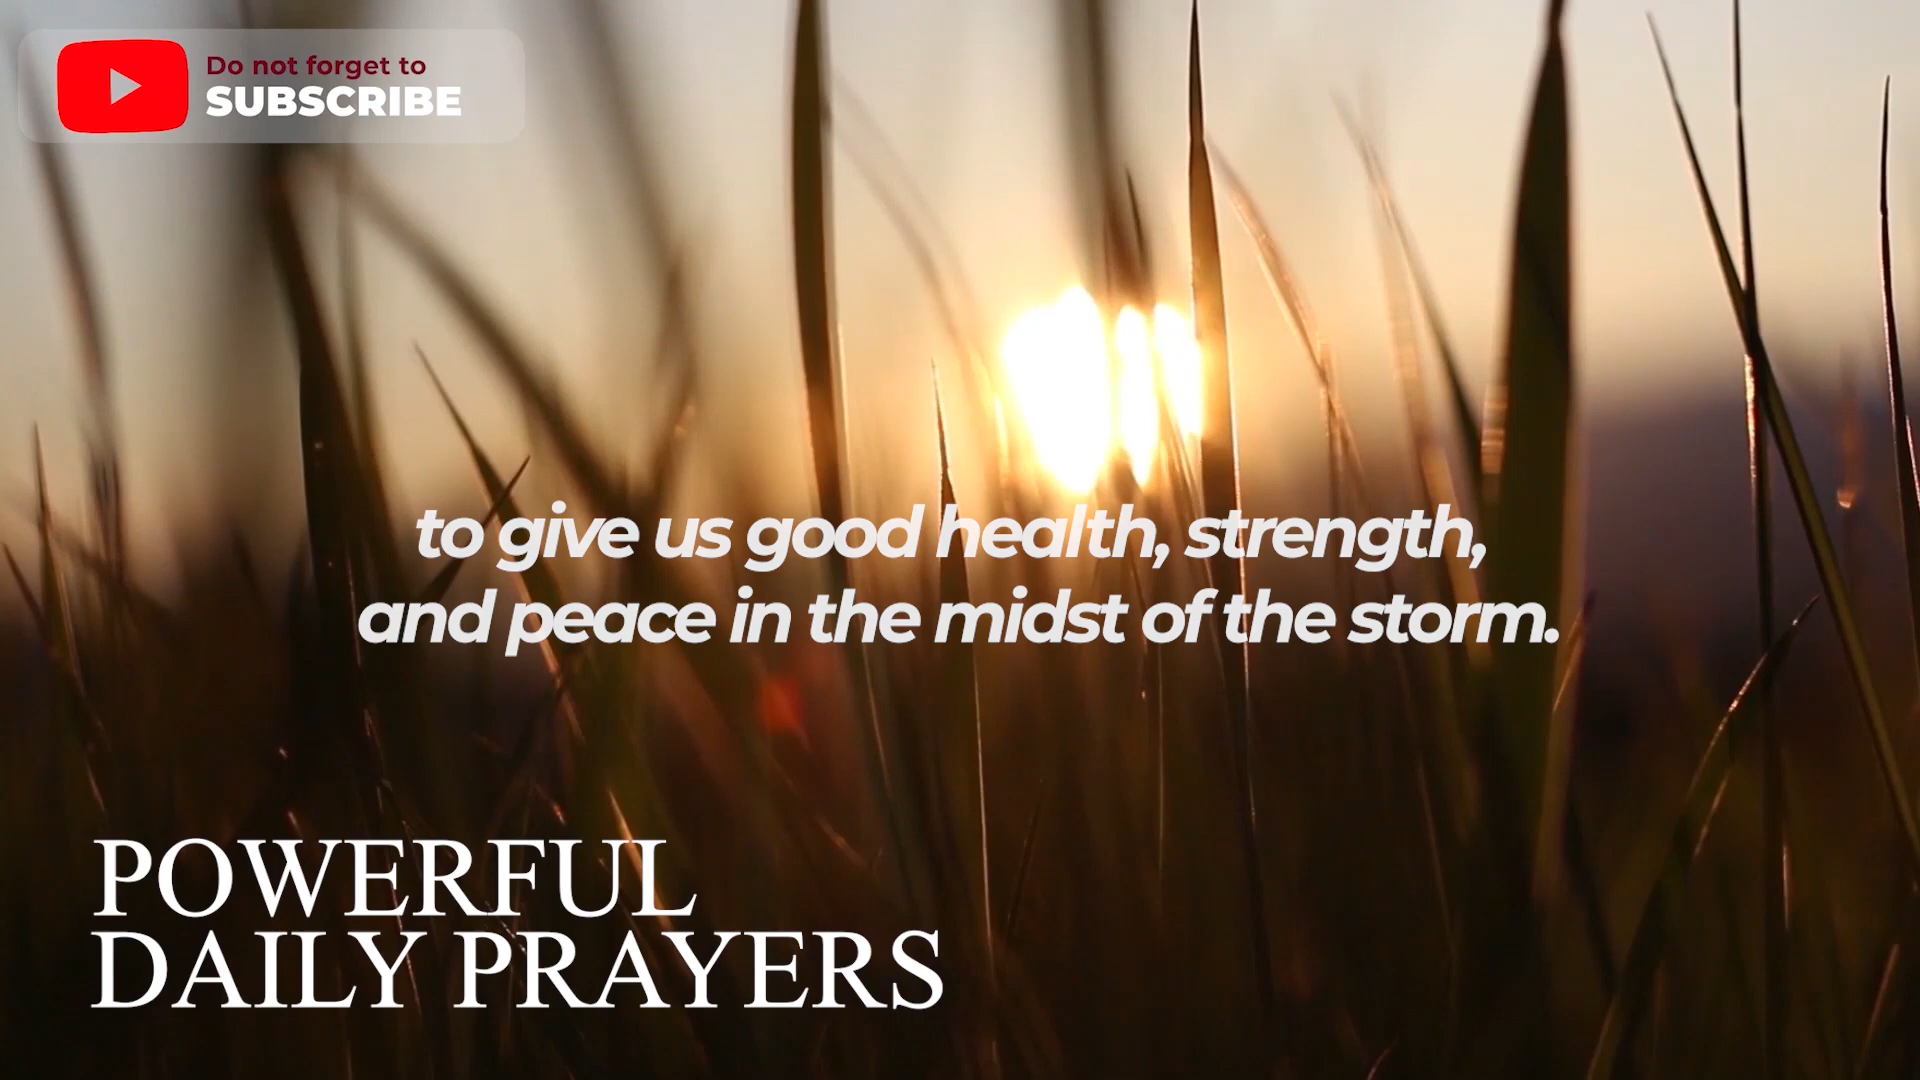 Do not forget to
SUBSCRIBE
to give us good health, strength,
and peace in the midst of the storm.
POWERFUL
DAILY PRAYERS